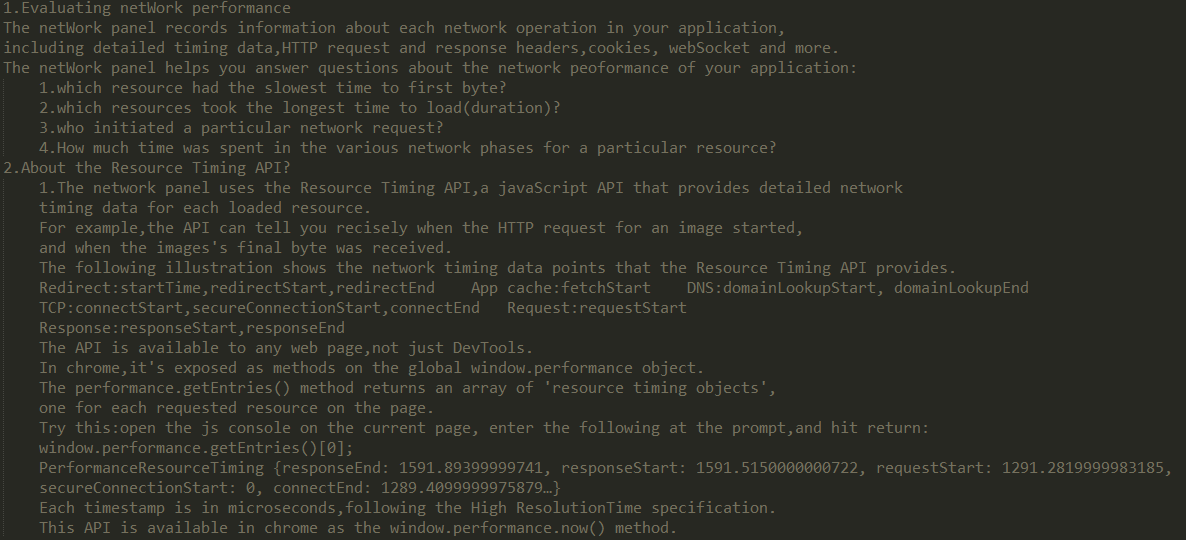 1.Evaluating netWork performance
The netWork panel records information about each network operation in your application,
including detailed timing data,HTTP request and response headers,cookies, webSocket and more.
The netWork panel helps you answer questions about the network peoformance of your application:
    1.which resource had the slowest time to first byte?
    2.which resources took the longest time to load(duration)?
    3.who initiated a particular network request?
    4.How much time was spent in the various network phases for a particular resource?
2.About the Resource Timing API?
    1.The network panel uses the Resource Timing API,a javaScript API that provides detailed network
    timing data for each loaded resource.
    For example,the API can tell you recisely when the HTTP request for an image started,
    and when the images's final byte was received.
    The following illustration shows the network timing data points that the Resource Timing API provides.
    Redirect:startTime,redirectStart,redirectEnd    App cache:fetchStart    DNS:domainLookupStart, domainLookupEnd
    TCP:connectStart,secureConnectionStart,connectEnd   Request:requestStart
    Response:responseStart,responseEnd
    The API is available to any web page,not just DevTools.
    In chrome,it's exposed as methods on the global window.performance object.
    The performance.getEntries() method returns an array of 'resource timing objects',
    one for each requested resource on the page.
    Try this:open the js console on the current page, enter the following at the prompt,and hit return:
    window.performance.getEntries()[0];
    PerformanceResourceTiming {responseEnd: 1591.89399999741, responseStart: 1591.5150000000722, requestStart: 1291.2819999983185,
    secureConnectionStart: 0, connectEnd: 1289.4099999975879…}
    Each timestamp is in microseconds,following the High ResolutionTime specification.
    This API is available in chrome as the window.performance.now() method.